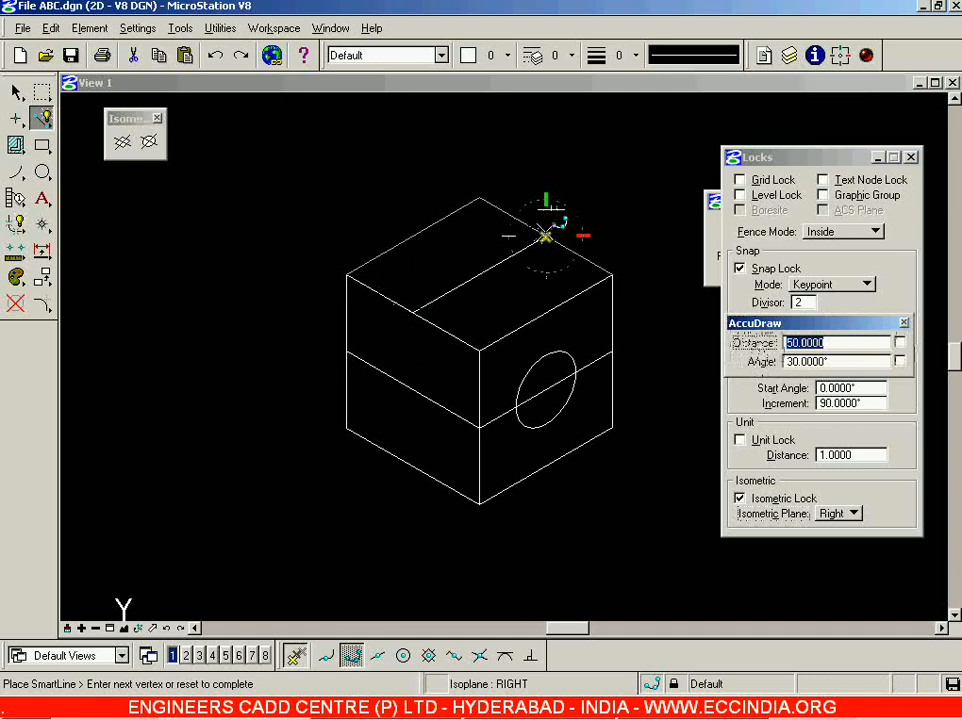 File ABC.dgn (2D - V8 DGN) - MicroStation V8
File Edit Element Settings Tools Utilities Workspace Window Help
Default 0 0 0
View 1
Isome...
Locks
Grid Lock Text Node Lock
Level Lock Graphic Group
Boresite ACS Plane
Fence Mode: Inside
Snap
Snap Lock
Mode: Keypoint
Divisor: 2
AccuDraw
Distance: 50.0000
Angle: 30.0000°
Start Angle: 0.0000°
Increment: 90.0000°
Unit
Unit Lock
Distance: 1.0000
Isometric
Isometric Lock
Isometric Plane: Right
Y
Default Views 1 2 3 4 5 6 7 8
Place SmartLine > Enter next vertex or reset to complete Isoplane : RIGHT Default
ENGINEERS CADD CENTRE (P) LTD - HYDERABAD - INDIA - WWW.ECCINDIA.ORG